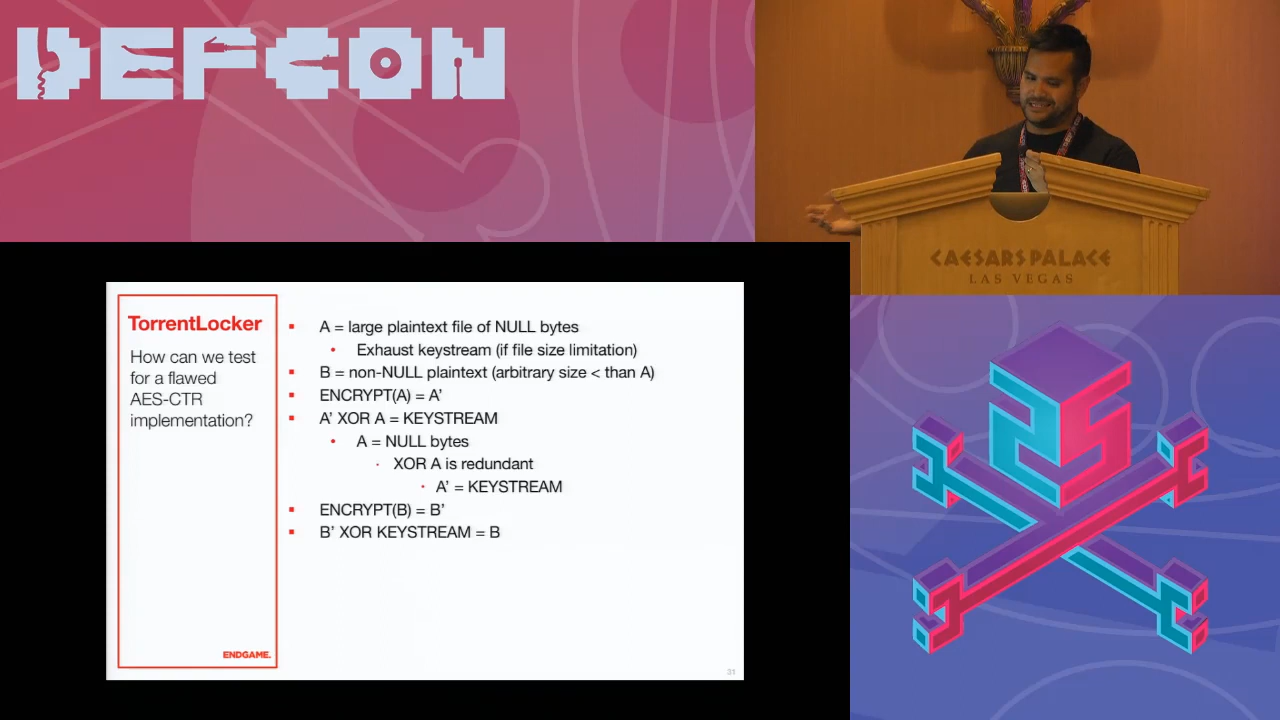 DEFCON
CAESARS PALACE
LAS VEGAS
TorrentLocker
How can we test
for a flawed
AES-CTR
implementation?
ENDGAME.
▪ A = large plaintext file of NULL bytes
• Exhaust keystream (if file size limitation)
▪ B = non-NULL plaintext (arbitrary size < than A)
▪ ENCRYPT(A) = A’
▪ A’ XOR A = KEYSTREAM
• A = NULL bytes
· XOR A is redundant
• A’ = KEYSTREAM
▪ ENCRYPT(B) = B’
▪ B’ XOR KEYSTREAM = B
31